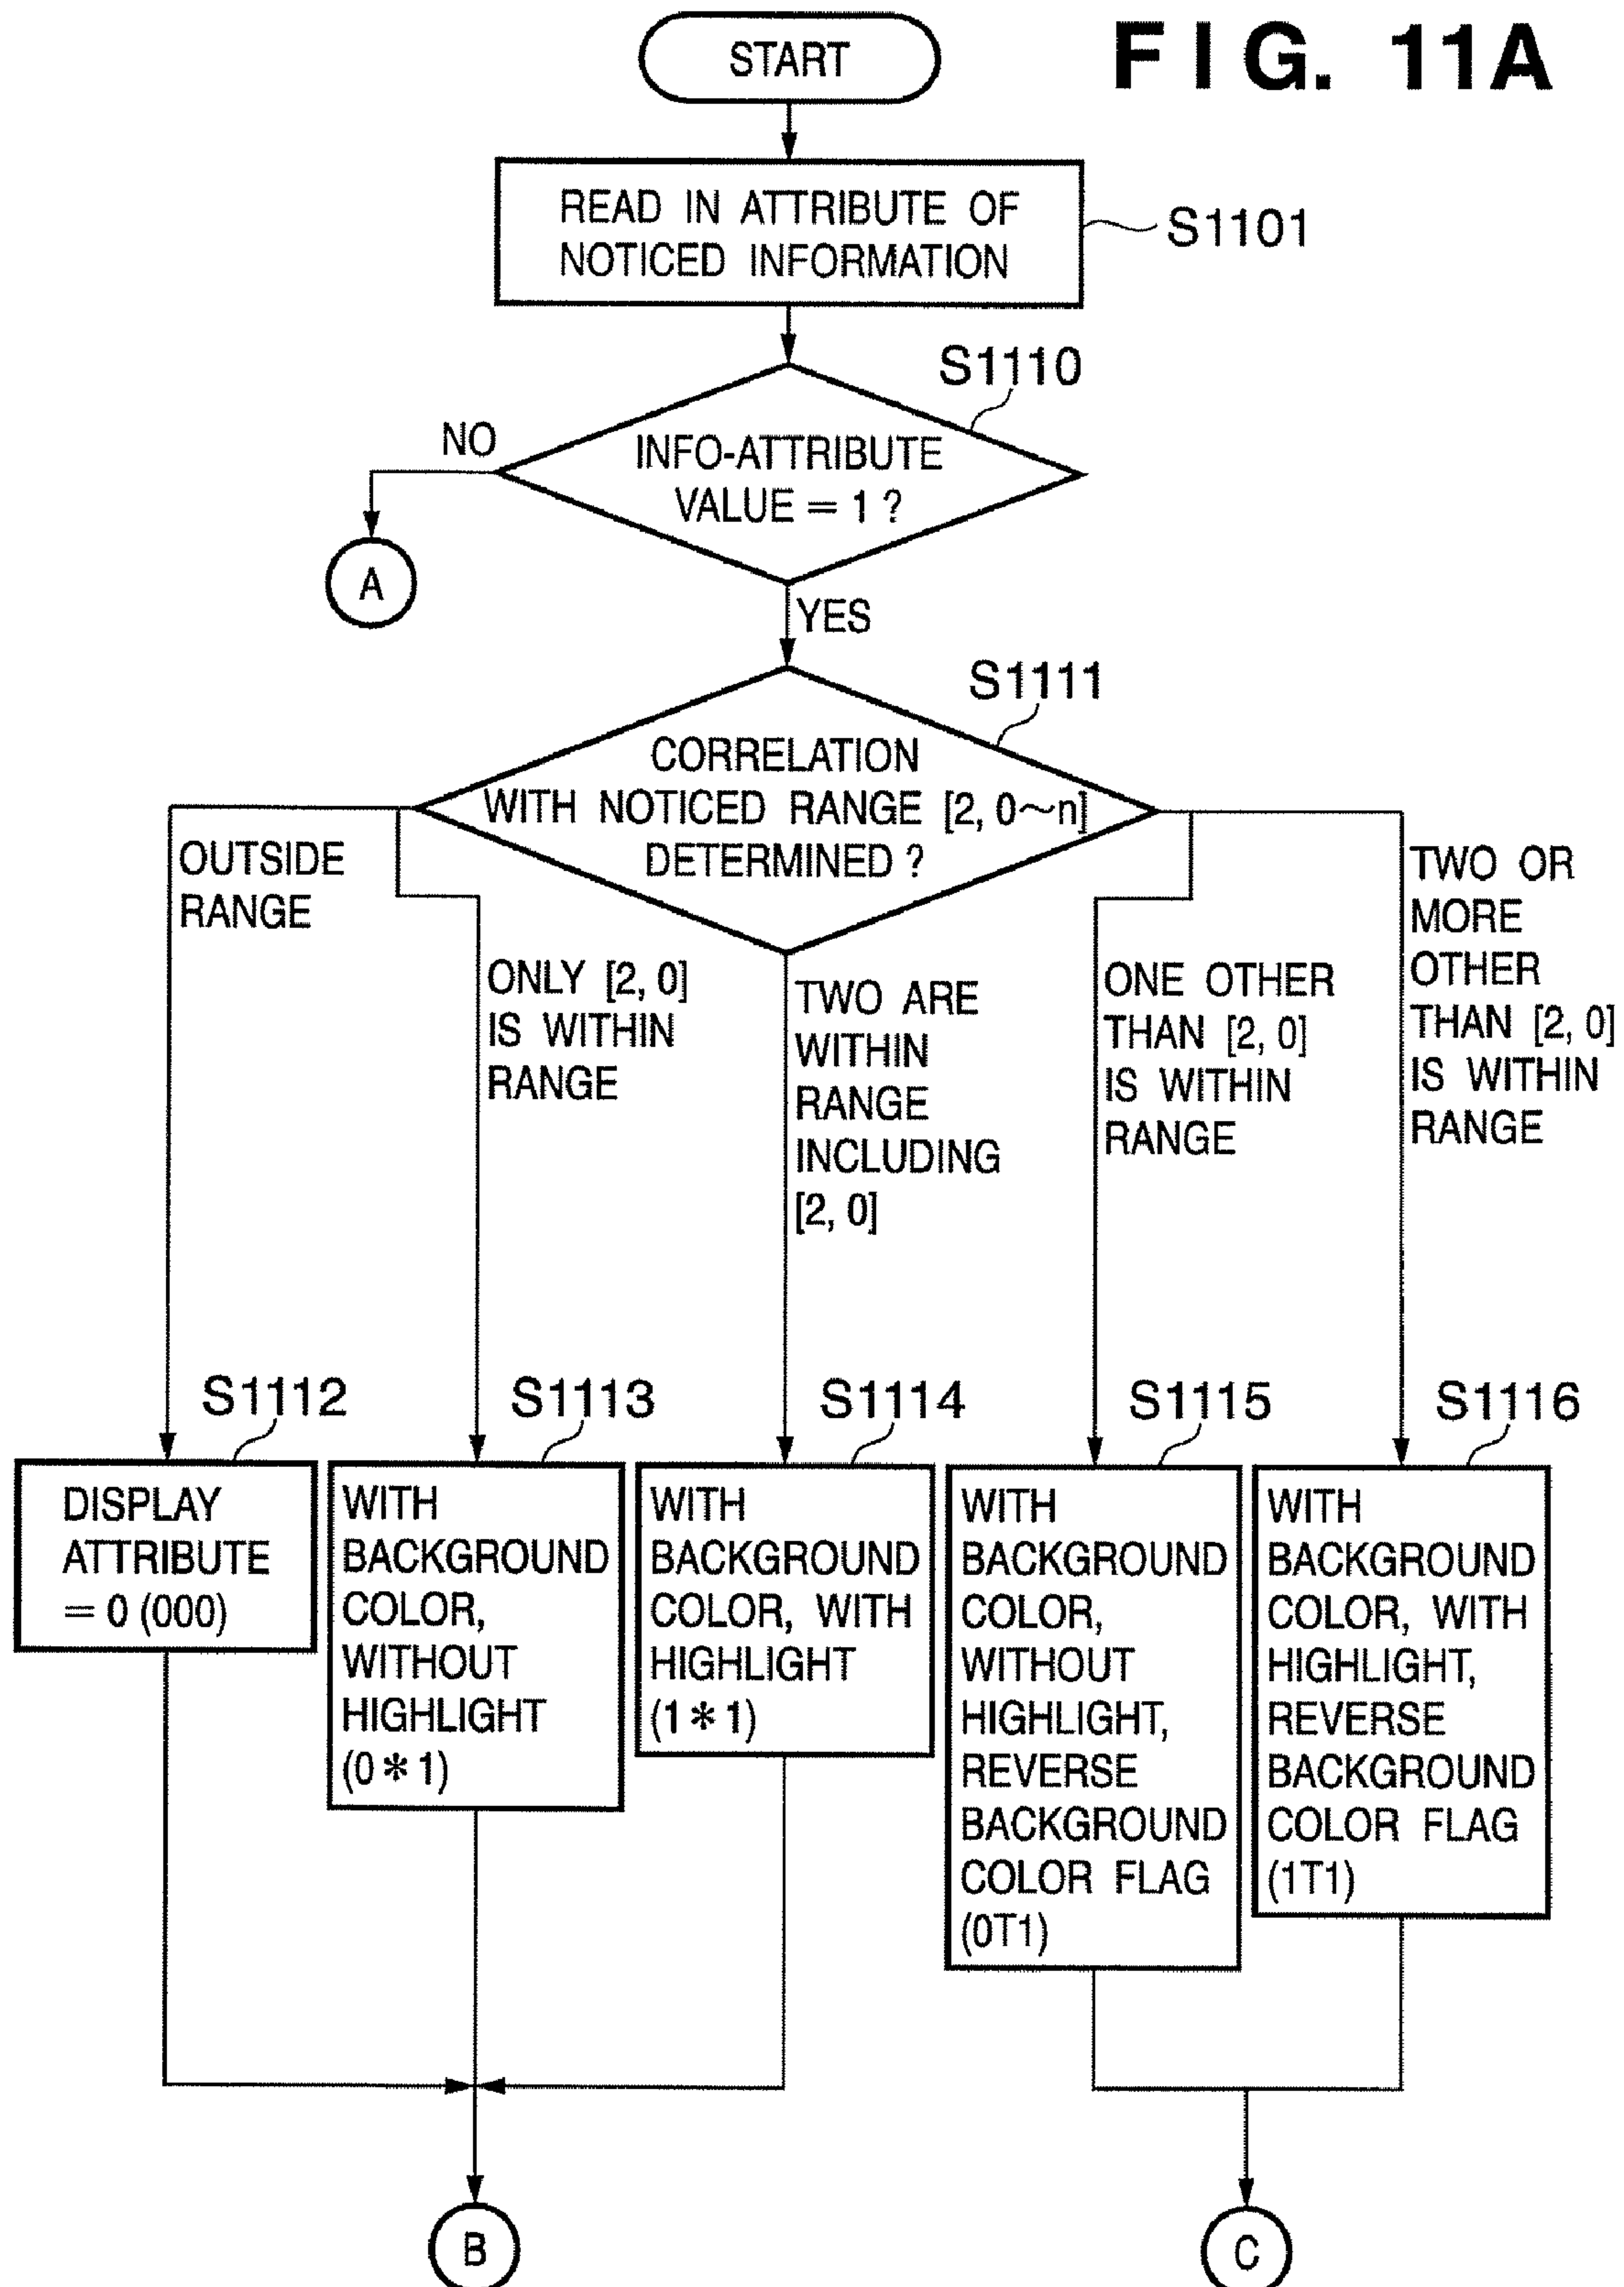 FIG. 11A
START
READ IN ATTRIBUTE OF
NOTICED INFORMATION
S1101
S1110
INFO-ATTRIBUTE
VALUE = 1 ?
NO
A
YES
S1111
CORRELATION
WITH NOTICED RANGE [2, 0~n]
DETERMINED ?
OUTSIDE
RANGE
ONLY [2, 0]
IS WITHIN
RANGE
TWO ARE
WITHIN
RANGE
INCLUDING
[2, 0]
ONE OTHER
THAN [2, 0]
IS WITHIN
RANGE
TWO OR
MORE
OTHER
THAN [2, 0]
IS WITHIN
RANGE
S1112
DISPLAY
ATTRIBUTE
= 0 (000)
S1113
WITH
BACKGROUND
COLOR,
WITHOUT
HIGHLIGHT
(0 * 1)
S1114
WITH
BACKGROUND
COLOR, WITH
HIGHLIGHT
(1 * 1)
S1115
WITH
BACKGROUND
COLOR,
WITHOUT
HIGHLIGHT,
REVERSE
BACKGROUND
COLOR FLAG
(0T1)
S1116
WITH
BACKGROUND
COLOR, WITH
HIGHLIGHT,
REVERSE
BACKGROUND
COLOR FLAG
(1T1)
B
C